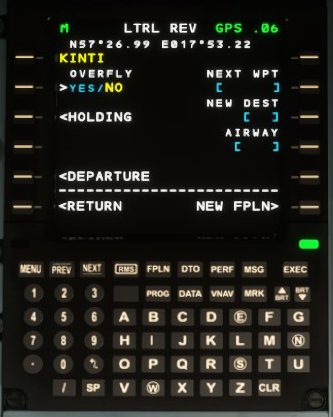 M LTRL REV GPS .06
N57°26.99 E017°53.22
KINTI
OVERFLY NEXT WPT
>YES/NO [ ]
NEW DEST
<HOLDING [ ]
AIRWAY
[ ]
<DEPARTURE
<RETURN NEW FPLN>
MENU PREV NEXT RMS FPLN DTO PERF MSG EXEC
1 2 3 PROG DATA VNAV MRK BRT BRT
4 5 6 A B C D E F G
7 8 9 H I J K L M N
· 0 +/- O P Q R S T U
/ SP V W X Y Z CLR